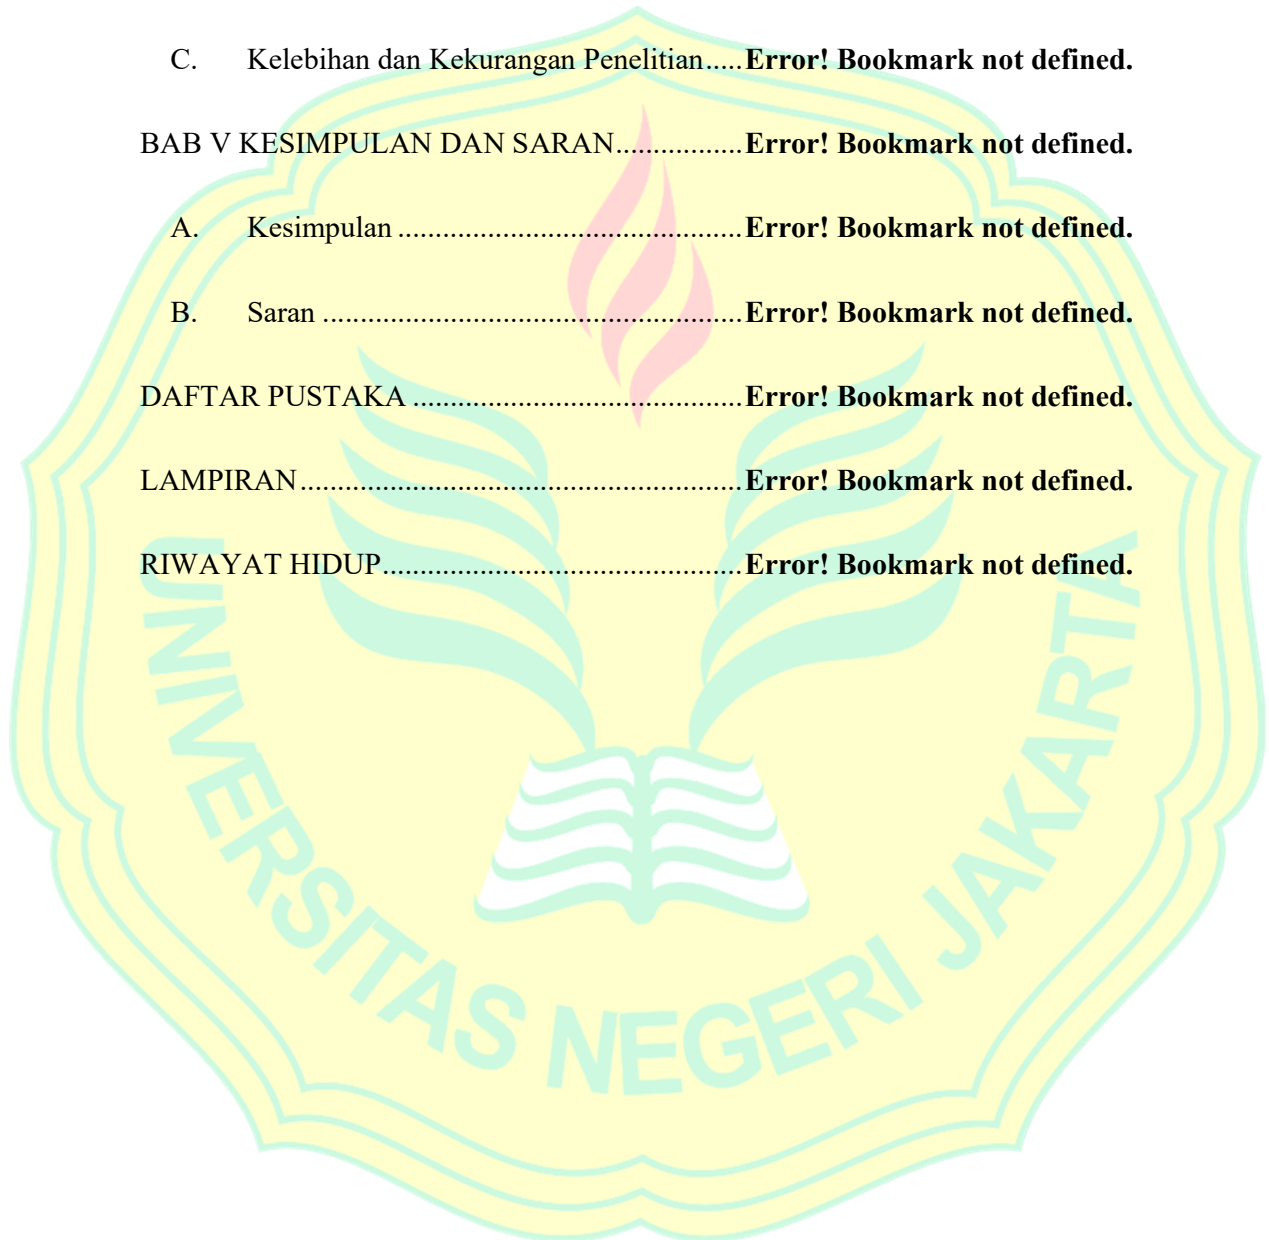 C. Kelebihan dan Kekurangan Penelitian.....Error! Bookmark not defined.
BAB V KESIMPULAN DAN SARAN.................Error! Bookmark not defined.
A. Kesimpulan ..............................................Error! Bookmark not defined.
B. Saran ........................................................Error! Bookmark not defined.
DAFTAR PUSTAKA ............................................Error! Bookmark not defined.
LAMPIRAN...........................................................Error! Bookmark not defined.
RIWAYAT HIDUP................................................Error! Bookmark not defined.
UNIVERSITAS NEGERI JAKARTA